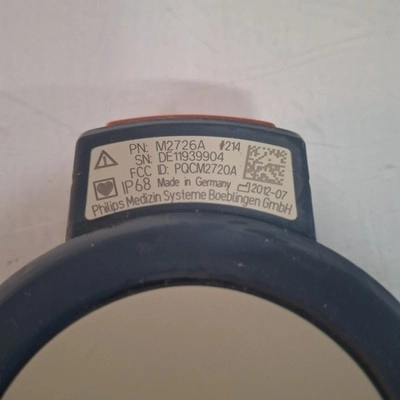 PN: M2726A #214
SN: DE11939904
FCC ID: PQCM2720A
IP68 Made in Germany 2012-07
Philips Medizin Systeme Boeblingen GmbH